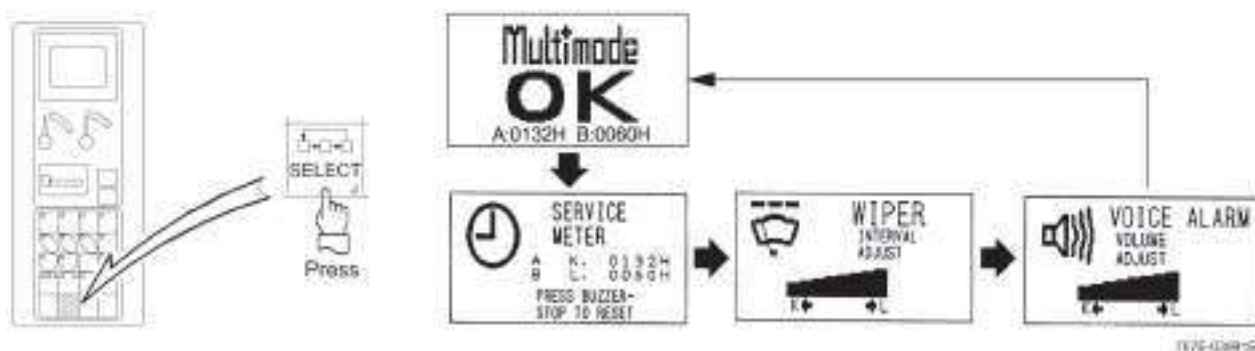 SELECT
Press
Multimode
OK
A:0132H B:0060H
SERVICE
METER
A K. 0132H
B L. 0060H
PRESS BUZZER-
STOP TO RESET
WIPER
INTERVAL
ADJUST
K L
VOICE ALARM
VOLUME
ADJUST
K L